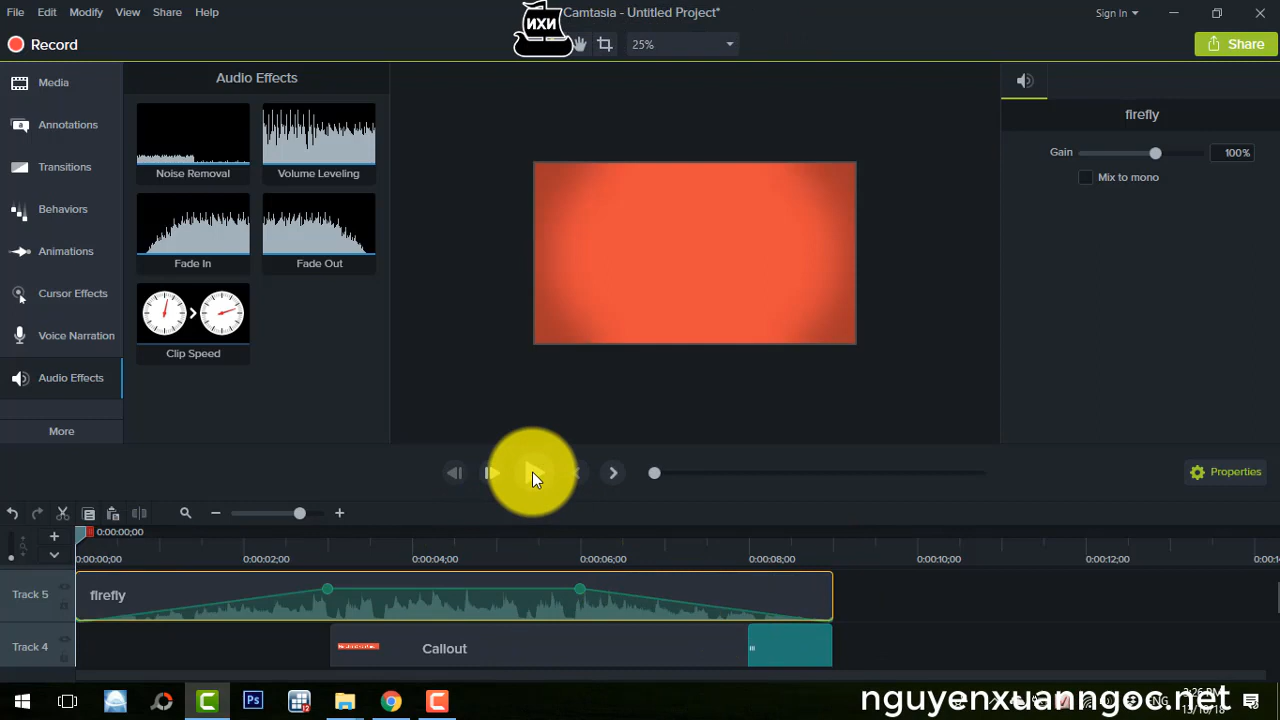 File Edit Modify View Share Help
ИХИ
Camtasia - Untitled Project*
Sign In
Record
25%
Share
Media
Annotations
Transitions
Behaviors
Animations
Cursor Effects
Voice Narration
Audio Effects
More
Audio Effects
Noise Removal
Volume Leveling
Fade In
Fade Out
Clip Speed
firefly
Gain
100%
Mix to mono
Properties
0:00:00;00
0:00:00;00 0:00:02;00 0:00:04;00 0:00:06;00 0:00:08;00 0:00:10;00 0:00:12;00
Track 5
firefly
Track 4
Callout
nguyenxuanngoc.net